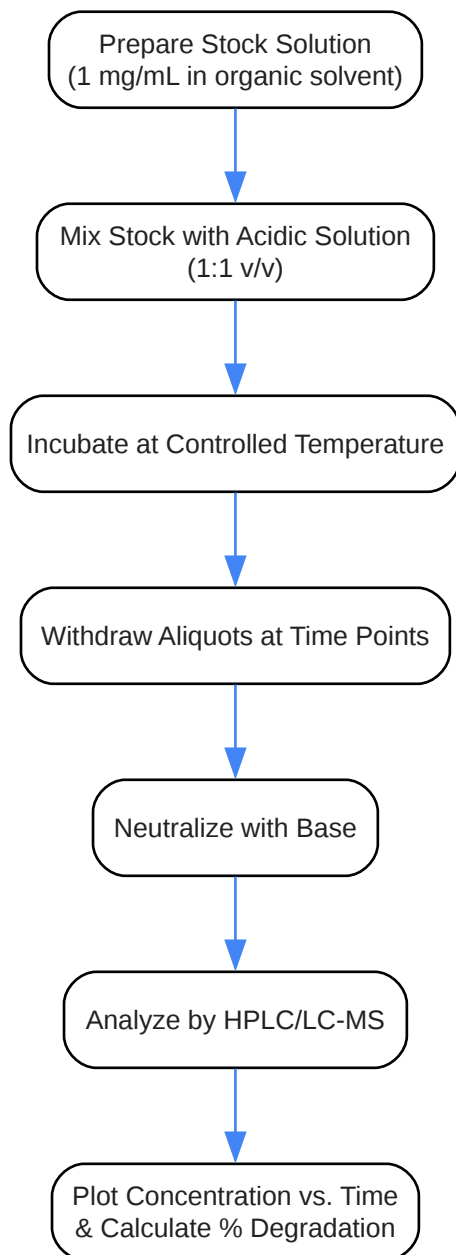 Prepare Stock Solution
(1 mg/mL in organic solvent)
Mix Stock with Acidic Solution
(1:1 v/v)
Incubate at Controlled Temperature
Withdraw Aliquots at Time Points
Neutralize with Base
Analyze by HPLC/LC-MS
Plot Concentration vs. Time
& Calculate % Degradation